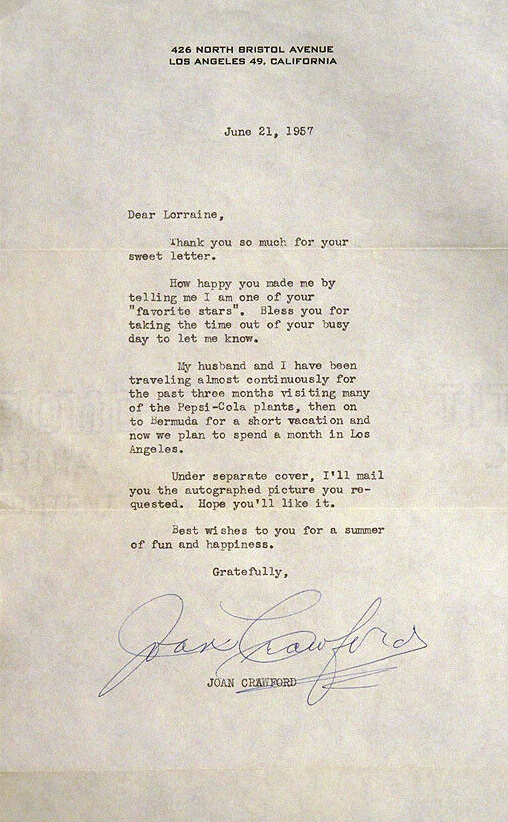 426 NORTH BRISTOL AVENUE
LOS ANGELES 49, CALIFORNIA
June 21, 1957
Dear Lorraine,
Thank you so much for your
sweet letter.
How happy you made me by
telling me I am one of your
"favorite stars". Bless you for
taking the time out of your busy
day to let me know.
My husband and I have been
traveling almost continuously for
the past three months visiting many
of the Pepsi-Cola plants, then on
to Bermuda for a short vacation and
now we plan to spend a month in Los
Angeles.
Under separate cover, I'll mail
you the autographed picture you re-
quested. Hope you'll like it.
Best wishes to you for a summer
of fun and happiness.
Gratefully,
Joan Crawford
JOAN CRAWFORD